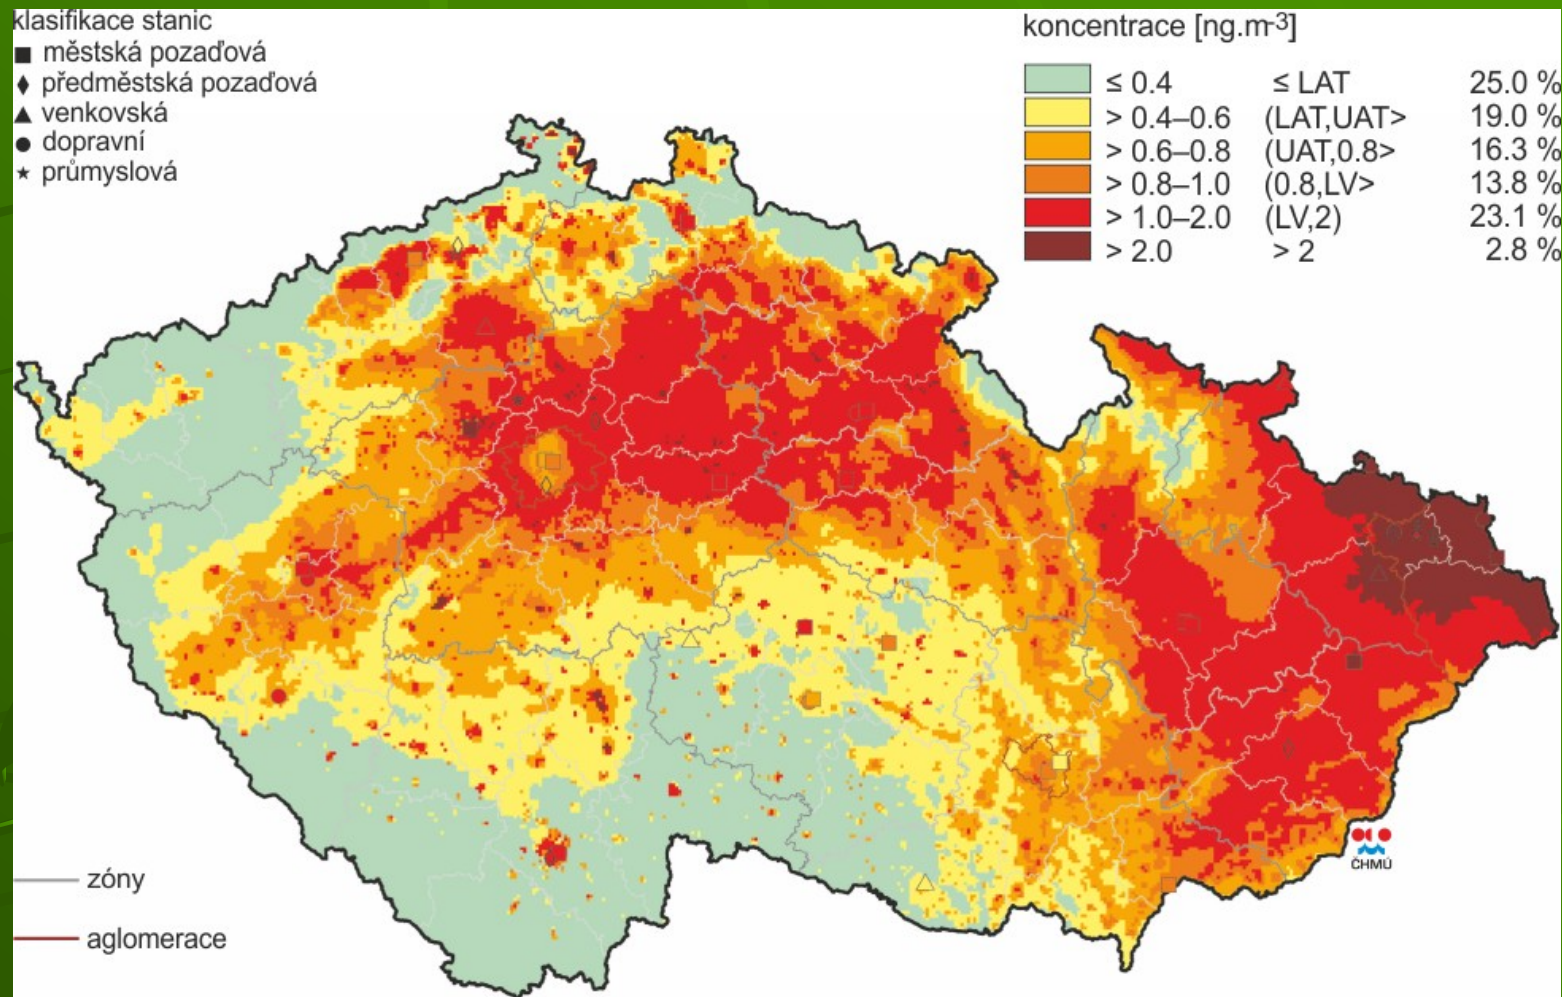 klasifikace stanic
městská pozaďová
předměstská pozaďová
venkovská
dopravní
průmyslová
koncentrace [ng.m-3]
≤ 0.4 ≤ LAT 25.0 %
> 0.4–0.6 (LAT,UAT> 19.0 %
> 0.6–0.8 (UAT,0.8> 16.3 %
> 0.8–1.0 (0.8,LV> 13.8 %
> 1.0–2.0 (LV,2) 23.1 %
> 2.0 > 2 2.8 %
ČHMÚ
zóny
aglomerace